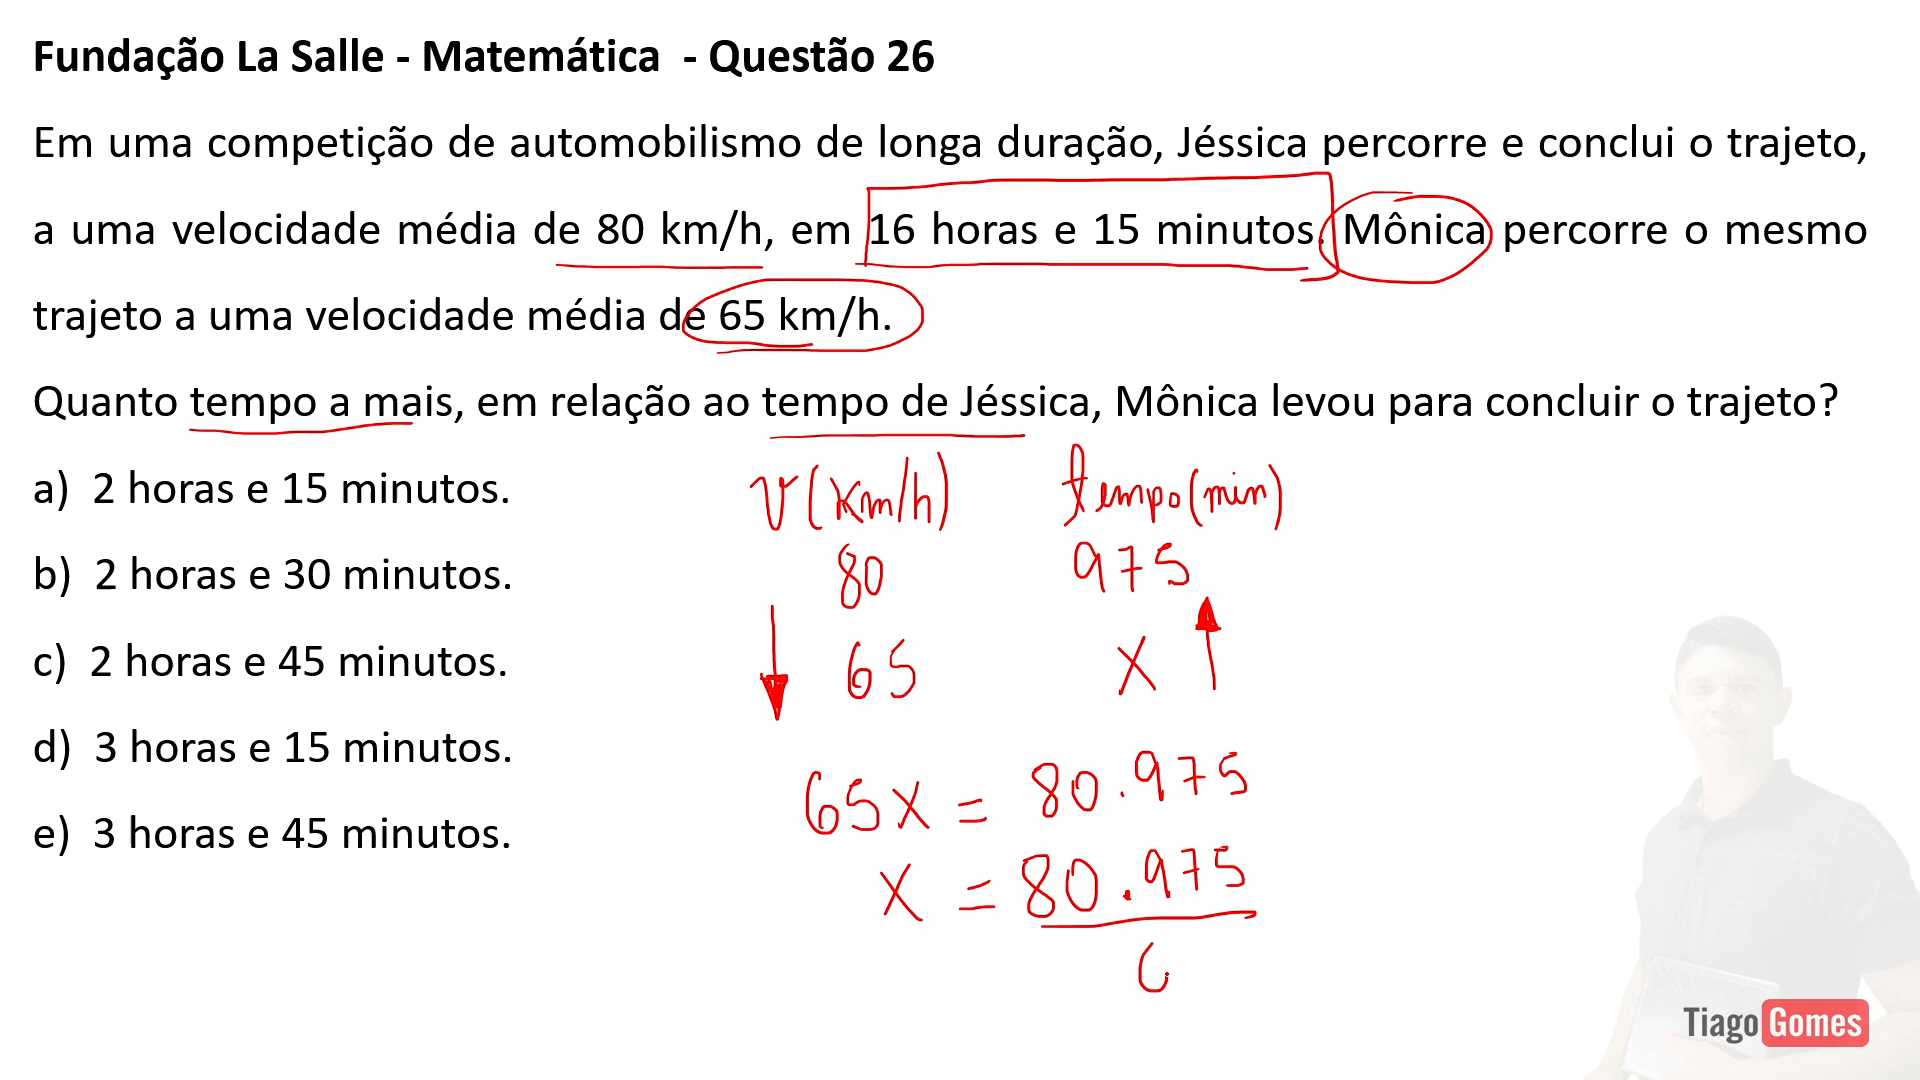 Fundação La Salle - Matemática - Questão 26
Em uma competição de automobilismo de longa duração, Jéssica percorre e conclui o trajeto,
a uma velocidade média de 80 km/h, em 16 horas e 15 minutos. Mônica percorre o mesmo
trajeto a uma velocidade média de 65 km/h.
Quanto tempo a mais, em relação ao tempo de Jéssica, Mônica levou para concluir o trajeto?
a) 2 horas e 15 minutos.
b) 2 horas e 30 minutos.
c) 2 horas e 45 minutos.
d) 3 horas e 15 minutos.
e) 3 horas e 45 minutos.
v(km/h) tempo(min)
80 975
65 x
65x = 80.975
x = 80.975
Tiago Gomes